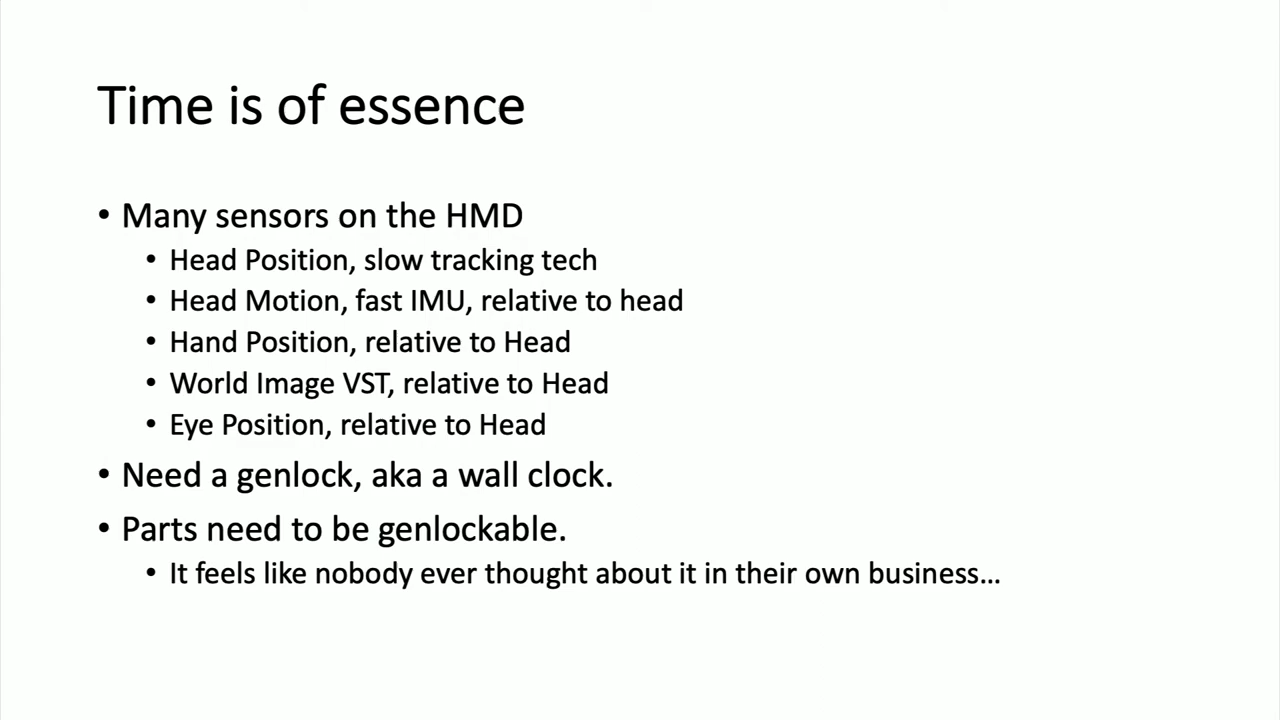 Time is of essence
• Many sensors on the HMD
• Head Position, slow tracking tech
• Head Motion, fast IMU, relative to head
• Hand Position, relative to Head
• World Image VST, relative to Head
• Eye Position, relative to Head
• Need a genlock, aka a wall clock.
• Parts need to be genlockable.
• It feels like nobody ever thought about it in their own business...